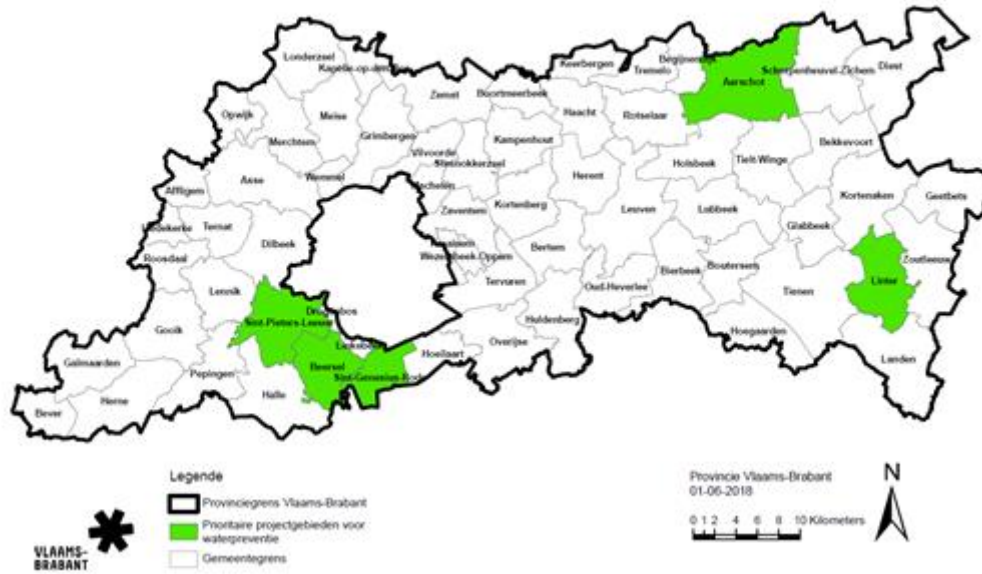 Londerzeel
Kapelle-op-den-Bos
Opwijk
Meise
Merchtem
Grimbergen
Zemst
Boortmeerbeek
Keerbergen
Tremelo
Begijnendijk
Aarschot
Scherpenheuvel-Zichem
Diest
Haacht
Rotselaar
Kampenhout
Vilvoorde
Steenokkerzeel
Machelen
Wemmel
Asse
Affligem
Liedekerke
Ternat
Roosdaal
Dilbeek
Zaventem
Kortenberg
Herent
Holsbeek
Tielt-Winge
Bekkevoort
Kortenaken
Geetbets
Leuven
Lubbeek
Glabbeek
Kraainem
Wezembeek-Oppem
Bertem
Tervuren
Bierbeek
Boutersem
Oud-Heverlee
Tienen
Linter
Zoutleeuw
Lennik
Drogenbos
Sint-Pieters-Leeuw
Gooik
Linkebeek
Hoeilaart
Overijse
Huldenberg
Hoegaarden
Landen
Galmaarden
Pepingen
Beersel
Sint-Genesius-Rode
Halle
Herne
Bever
Legende
Provinciegrens Vlaams-Brabant
Prioritaire projectgebieden voor
waterpreventie
Gemeentegrens
VLAAMS-
BRABANT
Provincie Vlaams-Brabant
01-06-2018
0 1 2 4 6 8 10 Kilometers
N